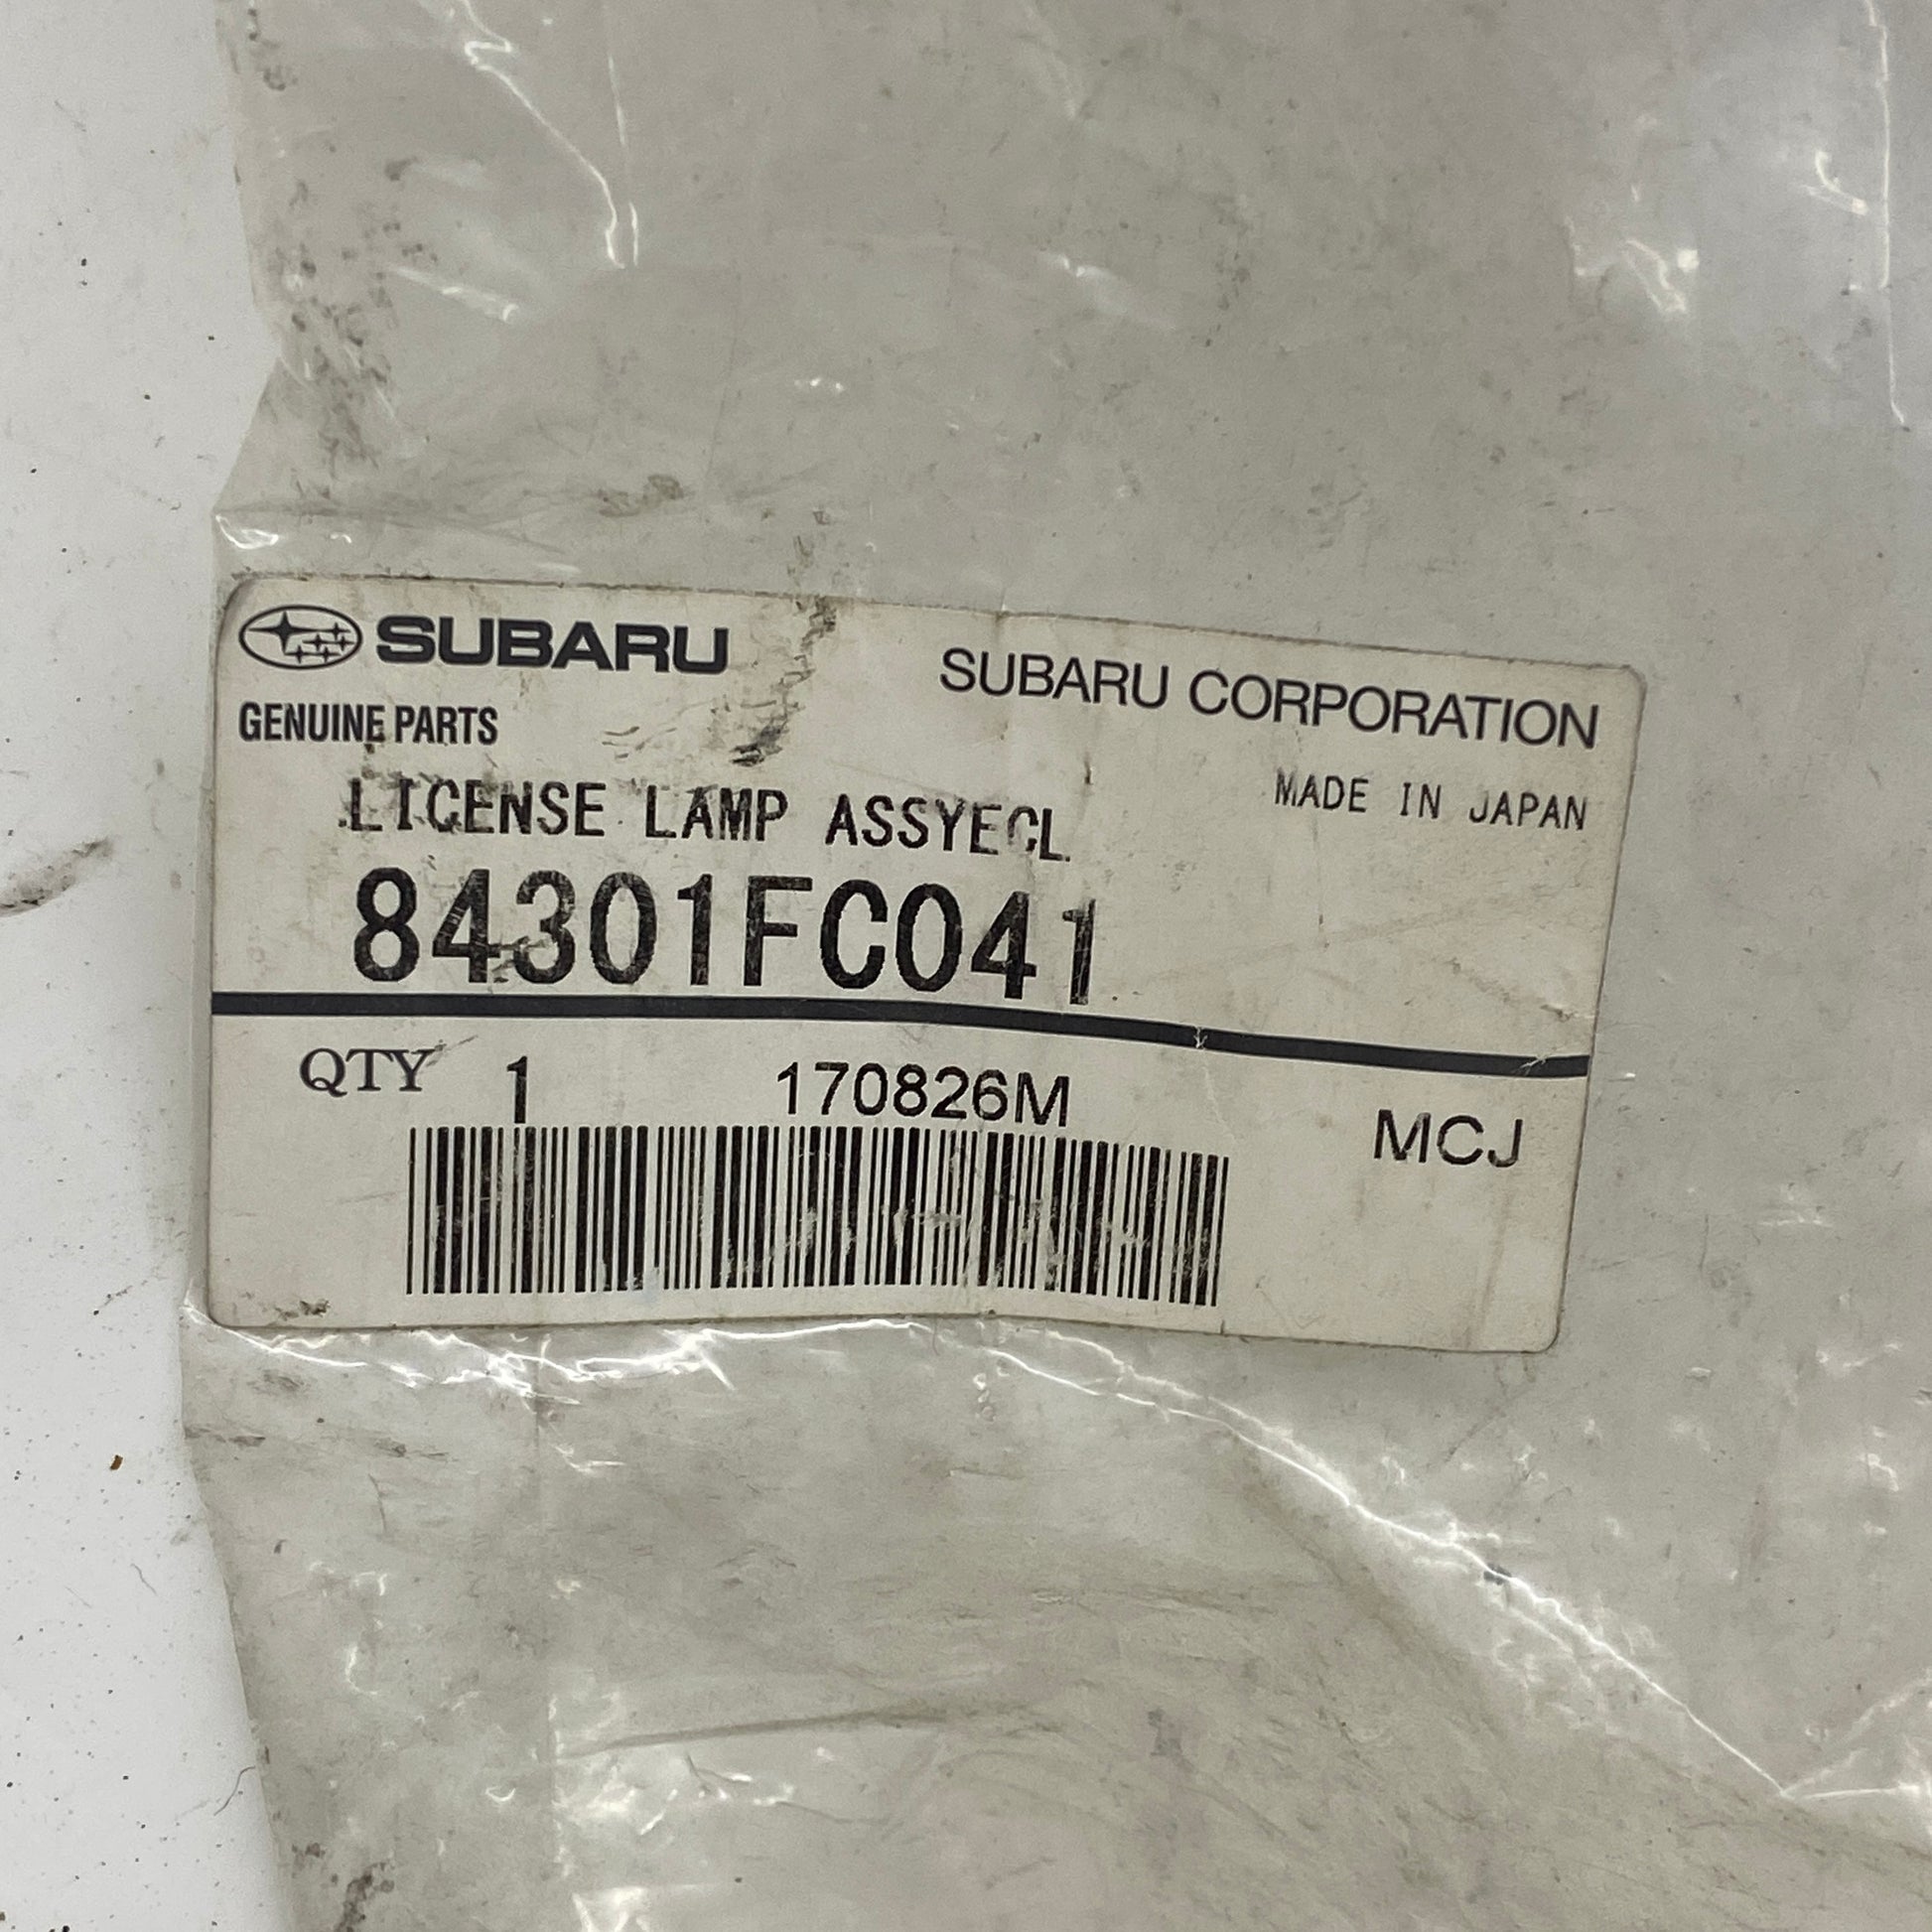 SUBARU
SUBARU CORPORATION
GENUINE PARTS
MADE IN JAPAN
LICENSE LAMP ASSYECL
84301FC041
QTY 1 170826M
MCJ